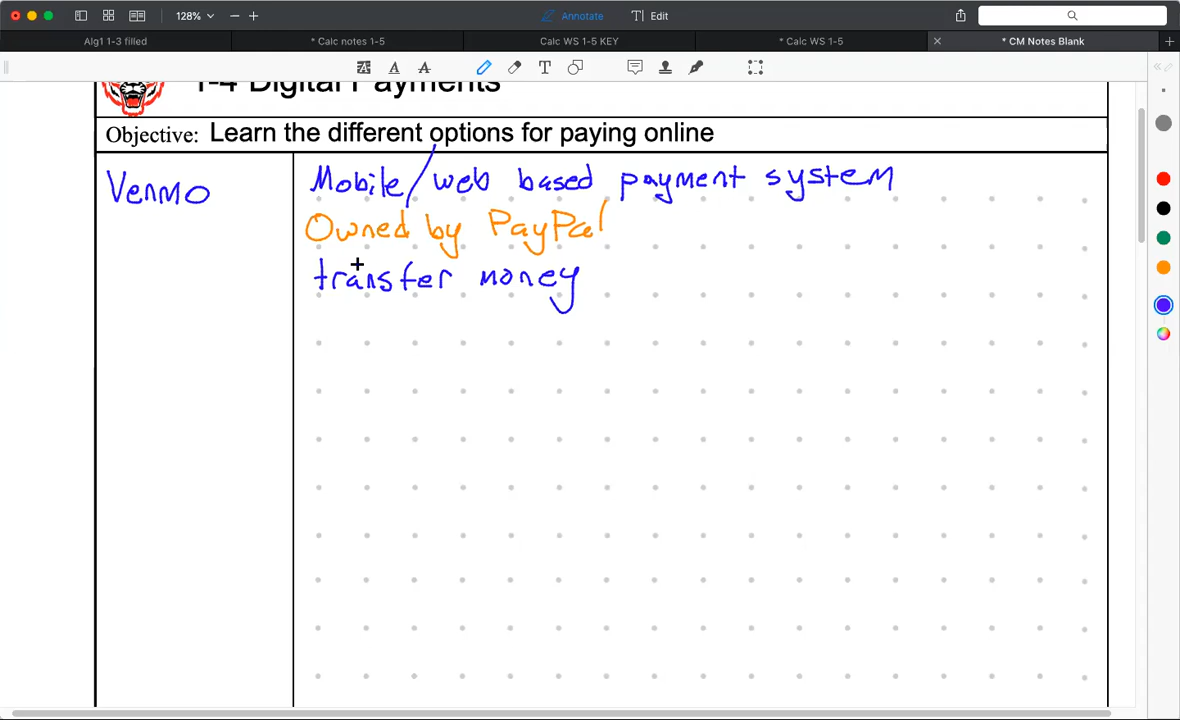 128%
Annotate
Edit
Alg1 1-3 filled
* Calc notes 1-5
Calc WS 1-5 KEY
* Calc WS 1-5
* CM Notes Blank
1-4 Digital Payments
Objective: Learn the different options for paying online
Venmo
Mobile/web based payment system
Owned by PayPal
transfer money